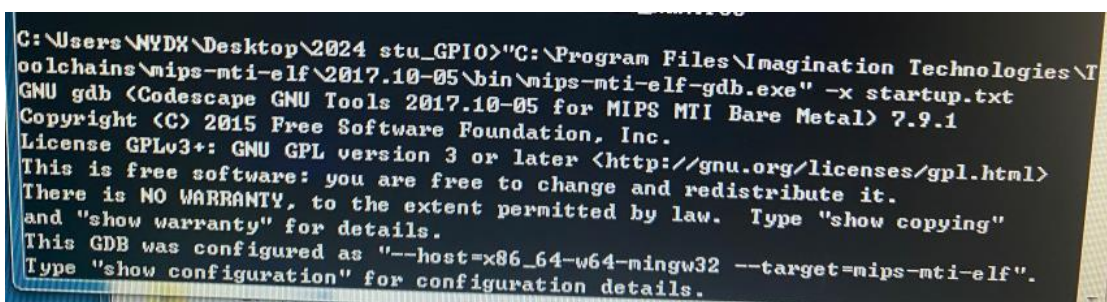 C:\Users\NYDX\Desktop\2024 stu_GPIO>"C:\Program Files\Imagination Technologies\T
oolchains\mips-mti-elf\2017.10-05\bin\mips-mti-elf-gdb.exe" -x startup.txt
GNU gdb (Codescape GNU Tools 2017.10-05 for MIPS MTI Bare Metal) 7.9.1
Copyright (C) 2015 Free Software Foundation, Inc.
License GPLv3+: GNU GPL version 3 or later <http://gnu.org/licenses/gpl.html>
This is free software: you are free to change and redistribute it.
There is NO WARRANTY, to the extent permitted by law.  Type "show copying"
and "show warranty" for details.
This GDB was configured as "--host=x86_64-w64-mingw32 --target=mips-mti-elf".
Type "show configuration" for configuration details.